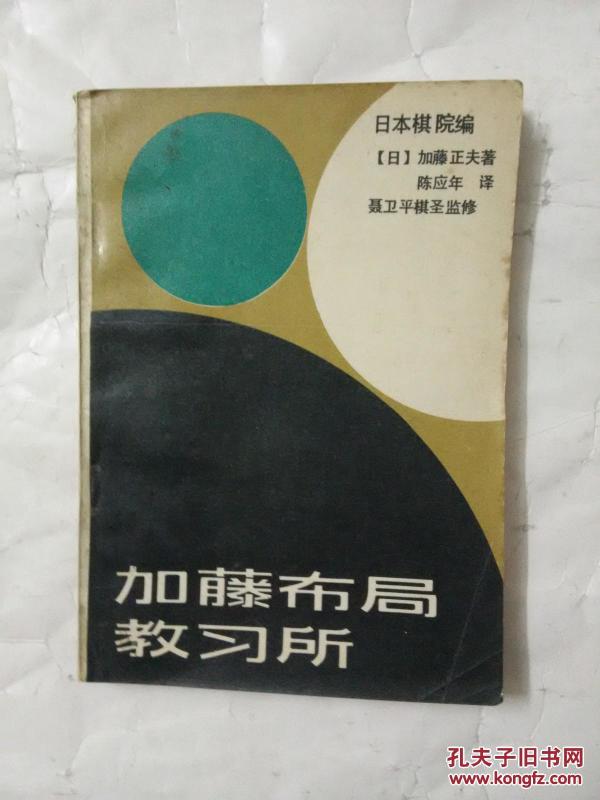 日本棋院编
【日】加藤正夫著
陈应年 译
聂卫平棋圣监修
加藤布局
教习所
孔夫子旧书网
www.kongfz.com